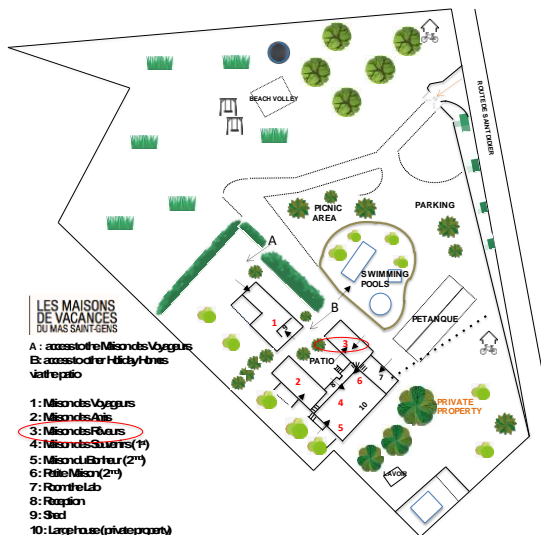 BEACH VOLLEY
ROUTE DE SAINT DIDIER
PICNIC
AREA
PARKING
A
SWIMMING
POOLS
B
PETANQUE
1
9
3
PATIO
2
8
6
7
4
10
5
PRIVATE
PROPERTY
LAVOIR
LES MAISONS
DE VACANCES
DU MAS SAINT-GENS
A : access to the Maison des Voyageurs
B : access to other Holiday Homes
via the patio
1 : Maison des Voyageurs
2 : Maison des Amis
3 : Maison des Rêveurs
4 : Maison des Souvenirs (1st)
5 : Maison du Bonheur (2nd)
6 : Petite Maison (2nd)
7 : Room the Lab
8 : Reception
9 : Shed
10 : Large house (private property)